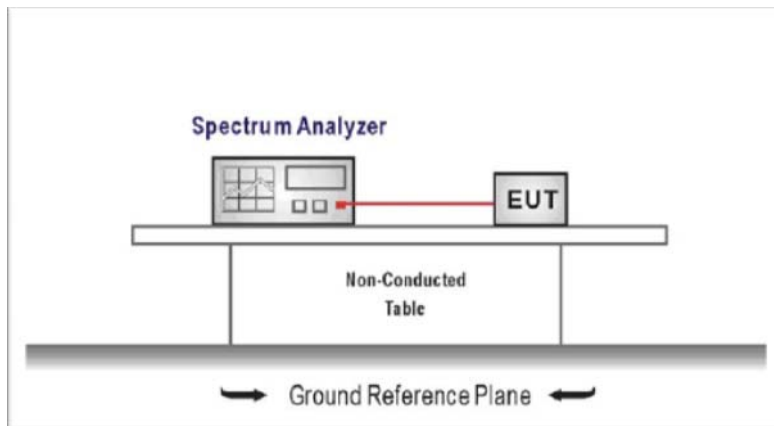 Spectrum Analyzer
EUT
Non-Conducted
Table
Ground Reference Plane